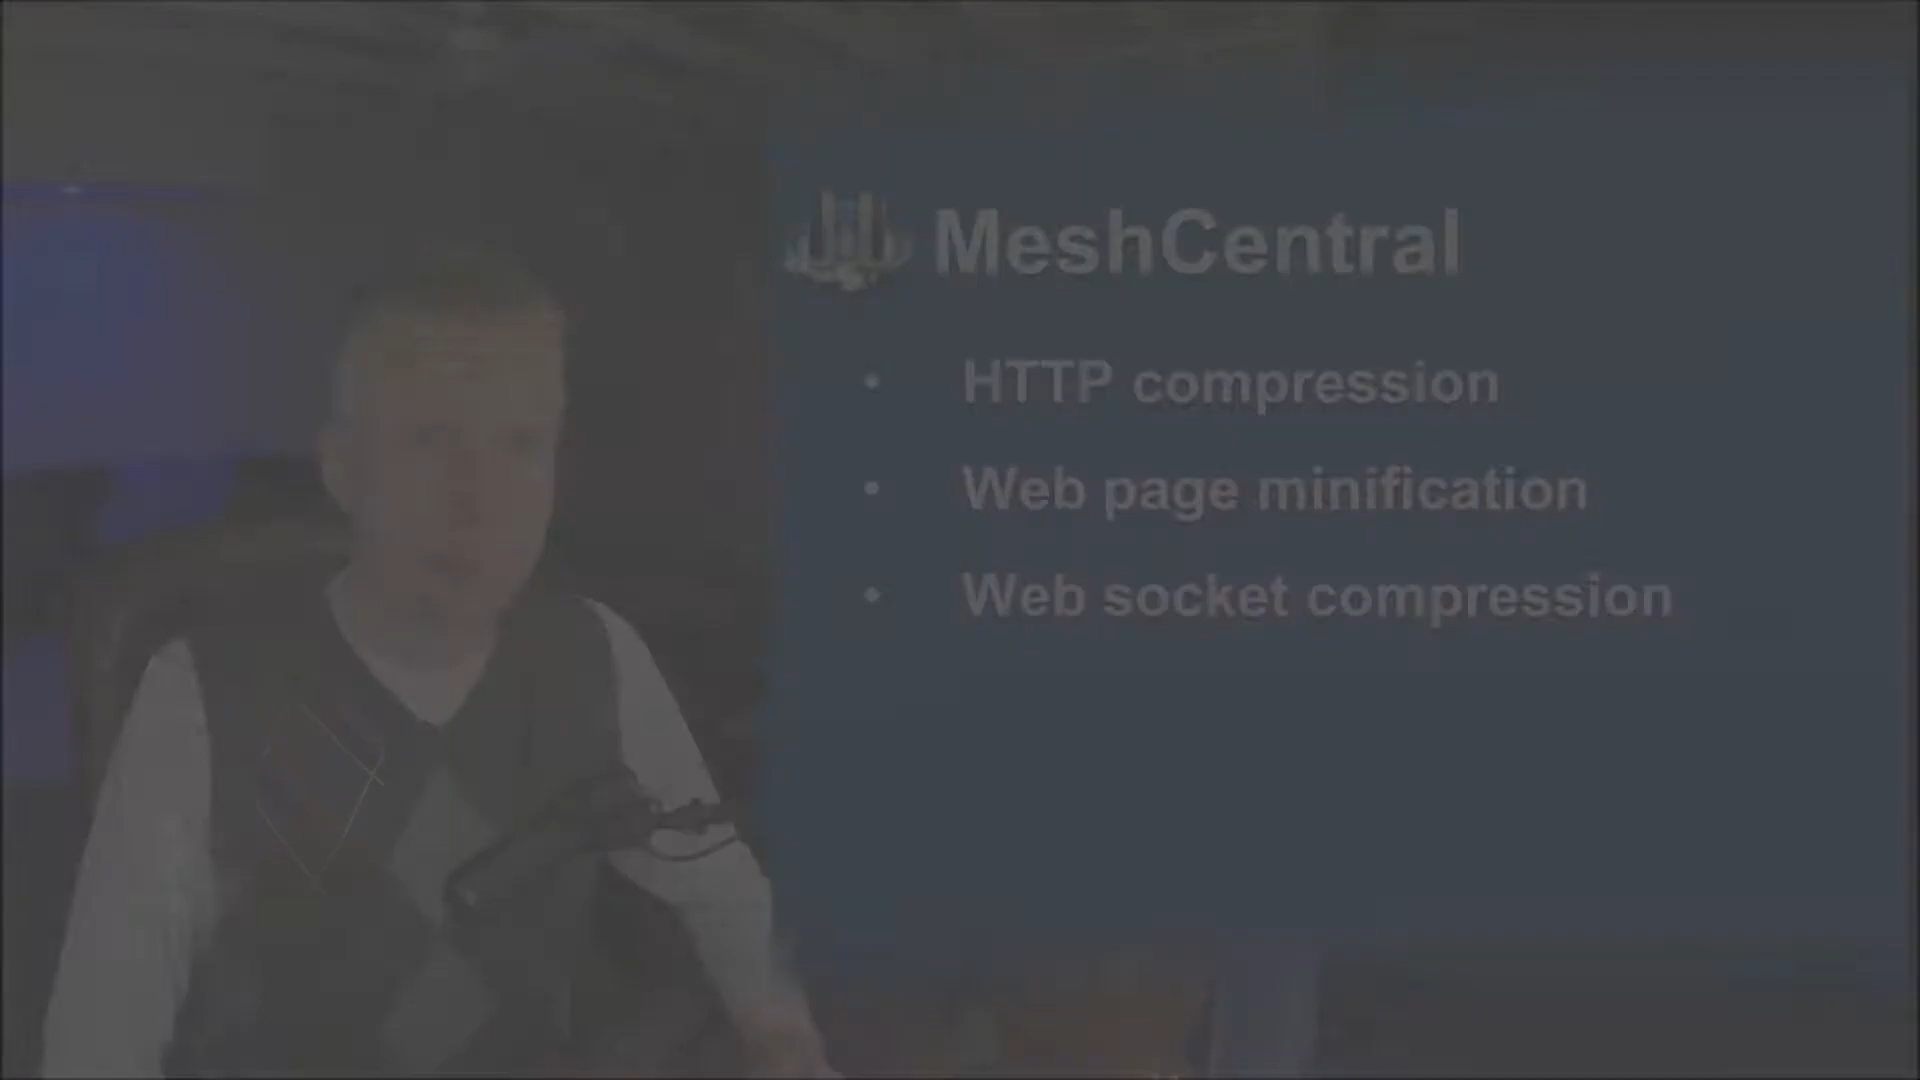 MeshCentral
• HTTP compression
• Web page minification
• Web socket compression